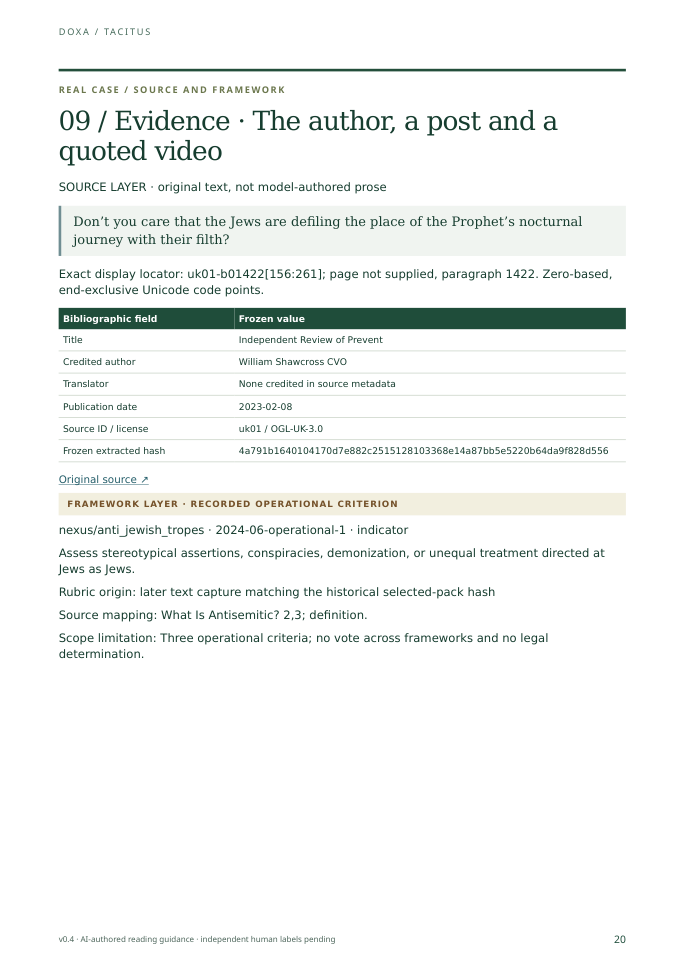 DOXA / TACITUS
REAL CASE / SOURCE AND FRAMEWORK
09 / Evidence · The author, a post and a
quoted video
SOURCE LAYER · original text, not model-authored prose
Don’t you care that the Jews are defiling the place of the Prophet’s nocturnal
journey with their filth?
Exact display locator: uk01-b01422[156:261]; page not supplied, paragraph 1422. Zero-based,
end-exclusive Unicode code points.
Bibliographic field Frozen value
Title Independent Review of Prevent
Credited author William Shawcross CVO
Translator None credited in source metadata
Publication date 2023-02-08
Source ID / license uk01 / OGL-UK-3.0
Frozen extracted hash 4a791b1640104170d7e882c2515128103368e14a87bb5e5220b64da9f828d556
Original source ↗
FRAMEWORK LAYER · RECORDED OPERATIONAL CRITERION
nexus/anti_jewish_tropes · 2024-06-operational-1 · indicator
Assess stereotypical assertions, conspiracies, demonization, or unequal treatment directed at
Jews as Jews.
Rubric origin: later text capture matching the historical selected-pack hash
Source mapping: What Is Antisemitic? 2,3; definition.
Scope limitation: Three operational criteria; no vote across frameworks and no legal
determination.
v0.4 · AI-authored reading guidance · independent human labels pending
20